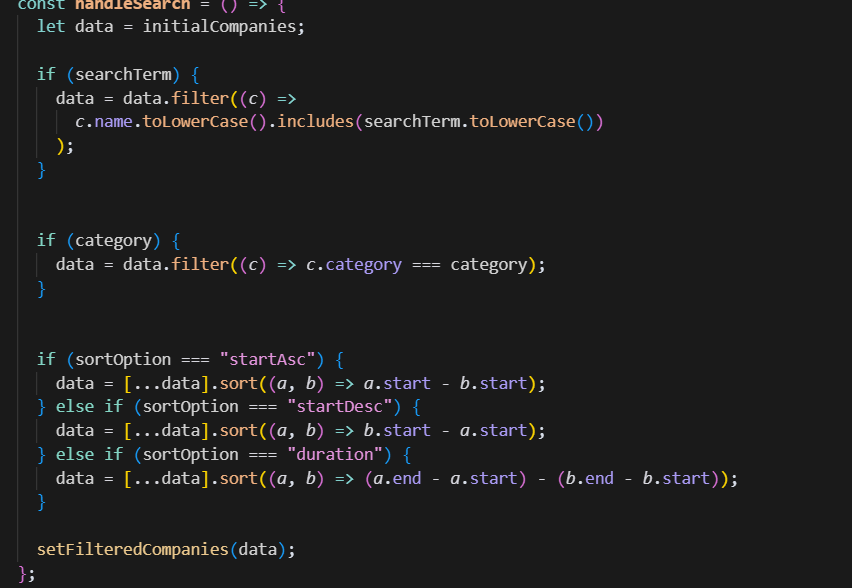 const handleSearch = () => {
let data = initialCompanies;
if (searchTerm) {
data = data.filter((c) =>
c.name.toLowerCase().includes(searchTerm.toLowerCase())
);
}
if (category) {
data = data.filter((c) => c.category === category);
}
if (sortOption === "startAsc") {
data = [...data].sort((a, b) => a.start - b.start);
} else if (sortOption === "startDesc") {
data = [...data].sort((a, b) => b.start - a.start);
} else if (sortOption === "duration") {
data = [...data].sort((a, b) => (a.end - a.start) - (b.end - b.start));
}
setFilteredCompanies(data);
};